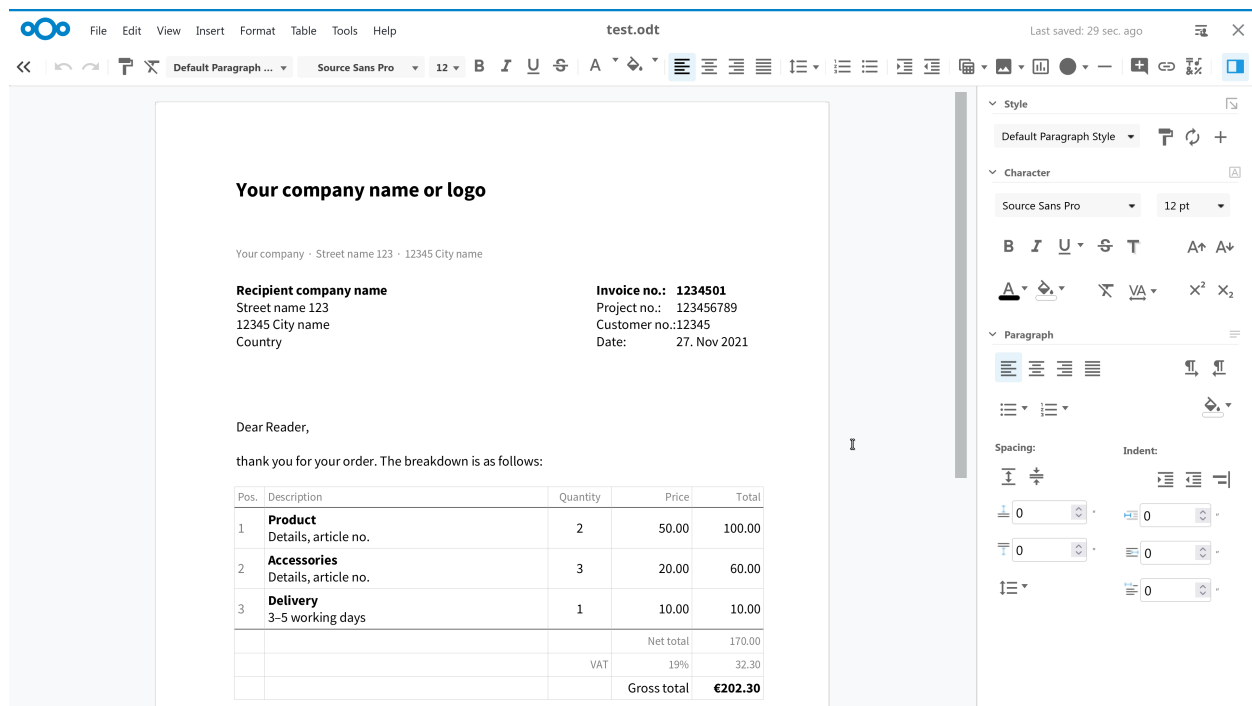 File Edit View Insert Format Table Tools Help test.odt Last saved: 29 sec. ago
Default Paragraph ... Source Sans Pro 12 B I U S A
Style
Default Paragraph Style
Character
Source Sans Pro 12 pt
B I U S T A A
A VA X² X₂
Paragraph
Spacing: Indent:
0 " 0 "
0 " 0 "
0 "
Your company name or logo
Your company · Street name 123 · 12345 City name
Recipient company name Invoice no.: 1234501
Street name 123 Project no.: 123456789
12345 City name Customer no.:12345
Country Date: 27. Nov 2021
Dear Reader,
thank you for your order. The breakdown is as follows:
Pos. Description Quantity Price Total
1 Product 2 50.00 100.00
Details, article no.
2 Accessories 3 20.00 60.00
Details, article no.
3 Delivery 1 10.00 10.00
3–5 working days
Net total 170.00
VAT 19% 32.30
Gross total €202.30